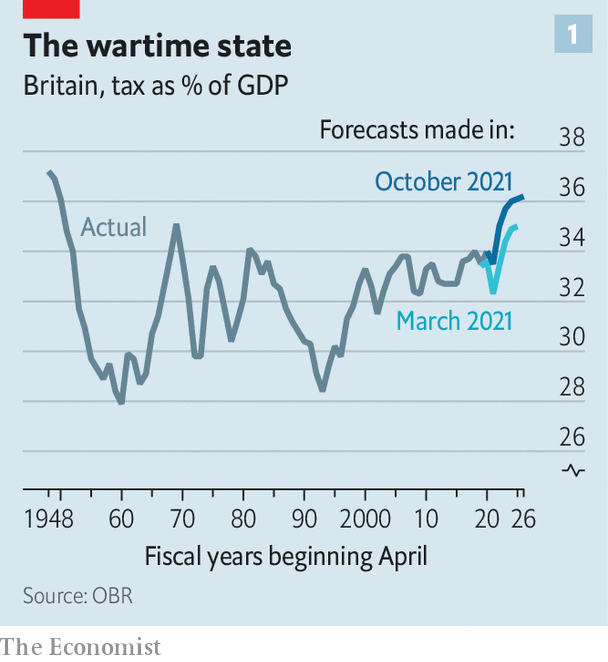 The wartime state
1
Britain, tax as % of GDP
Forecasts made in:
38
October 2021
36
Actual
34
32
March 2021
30
28
26
1948 60 70 80 90 2000 10 20 26
Fiscal years beginning April
Source: OBR
The Economist